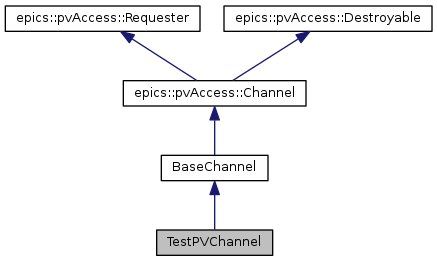 epics::pvAccess::Requester
epics::pvAccess::Destroyable
epics::pvAccess::Channel
BaseChannel
TestPVChannel